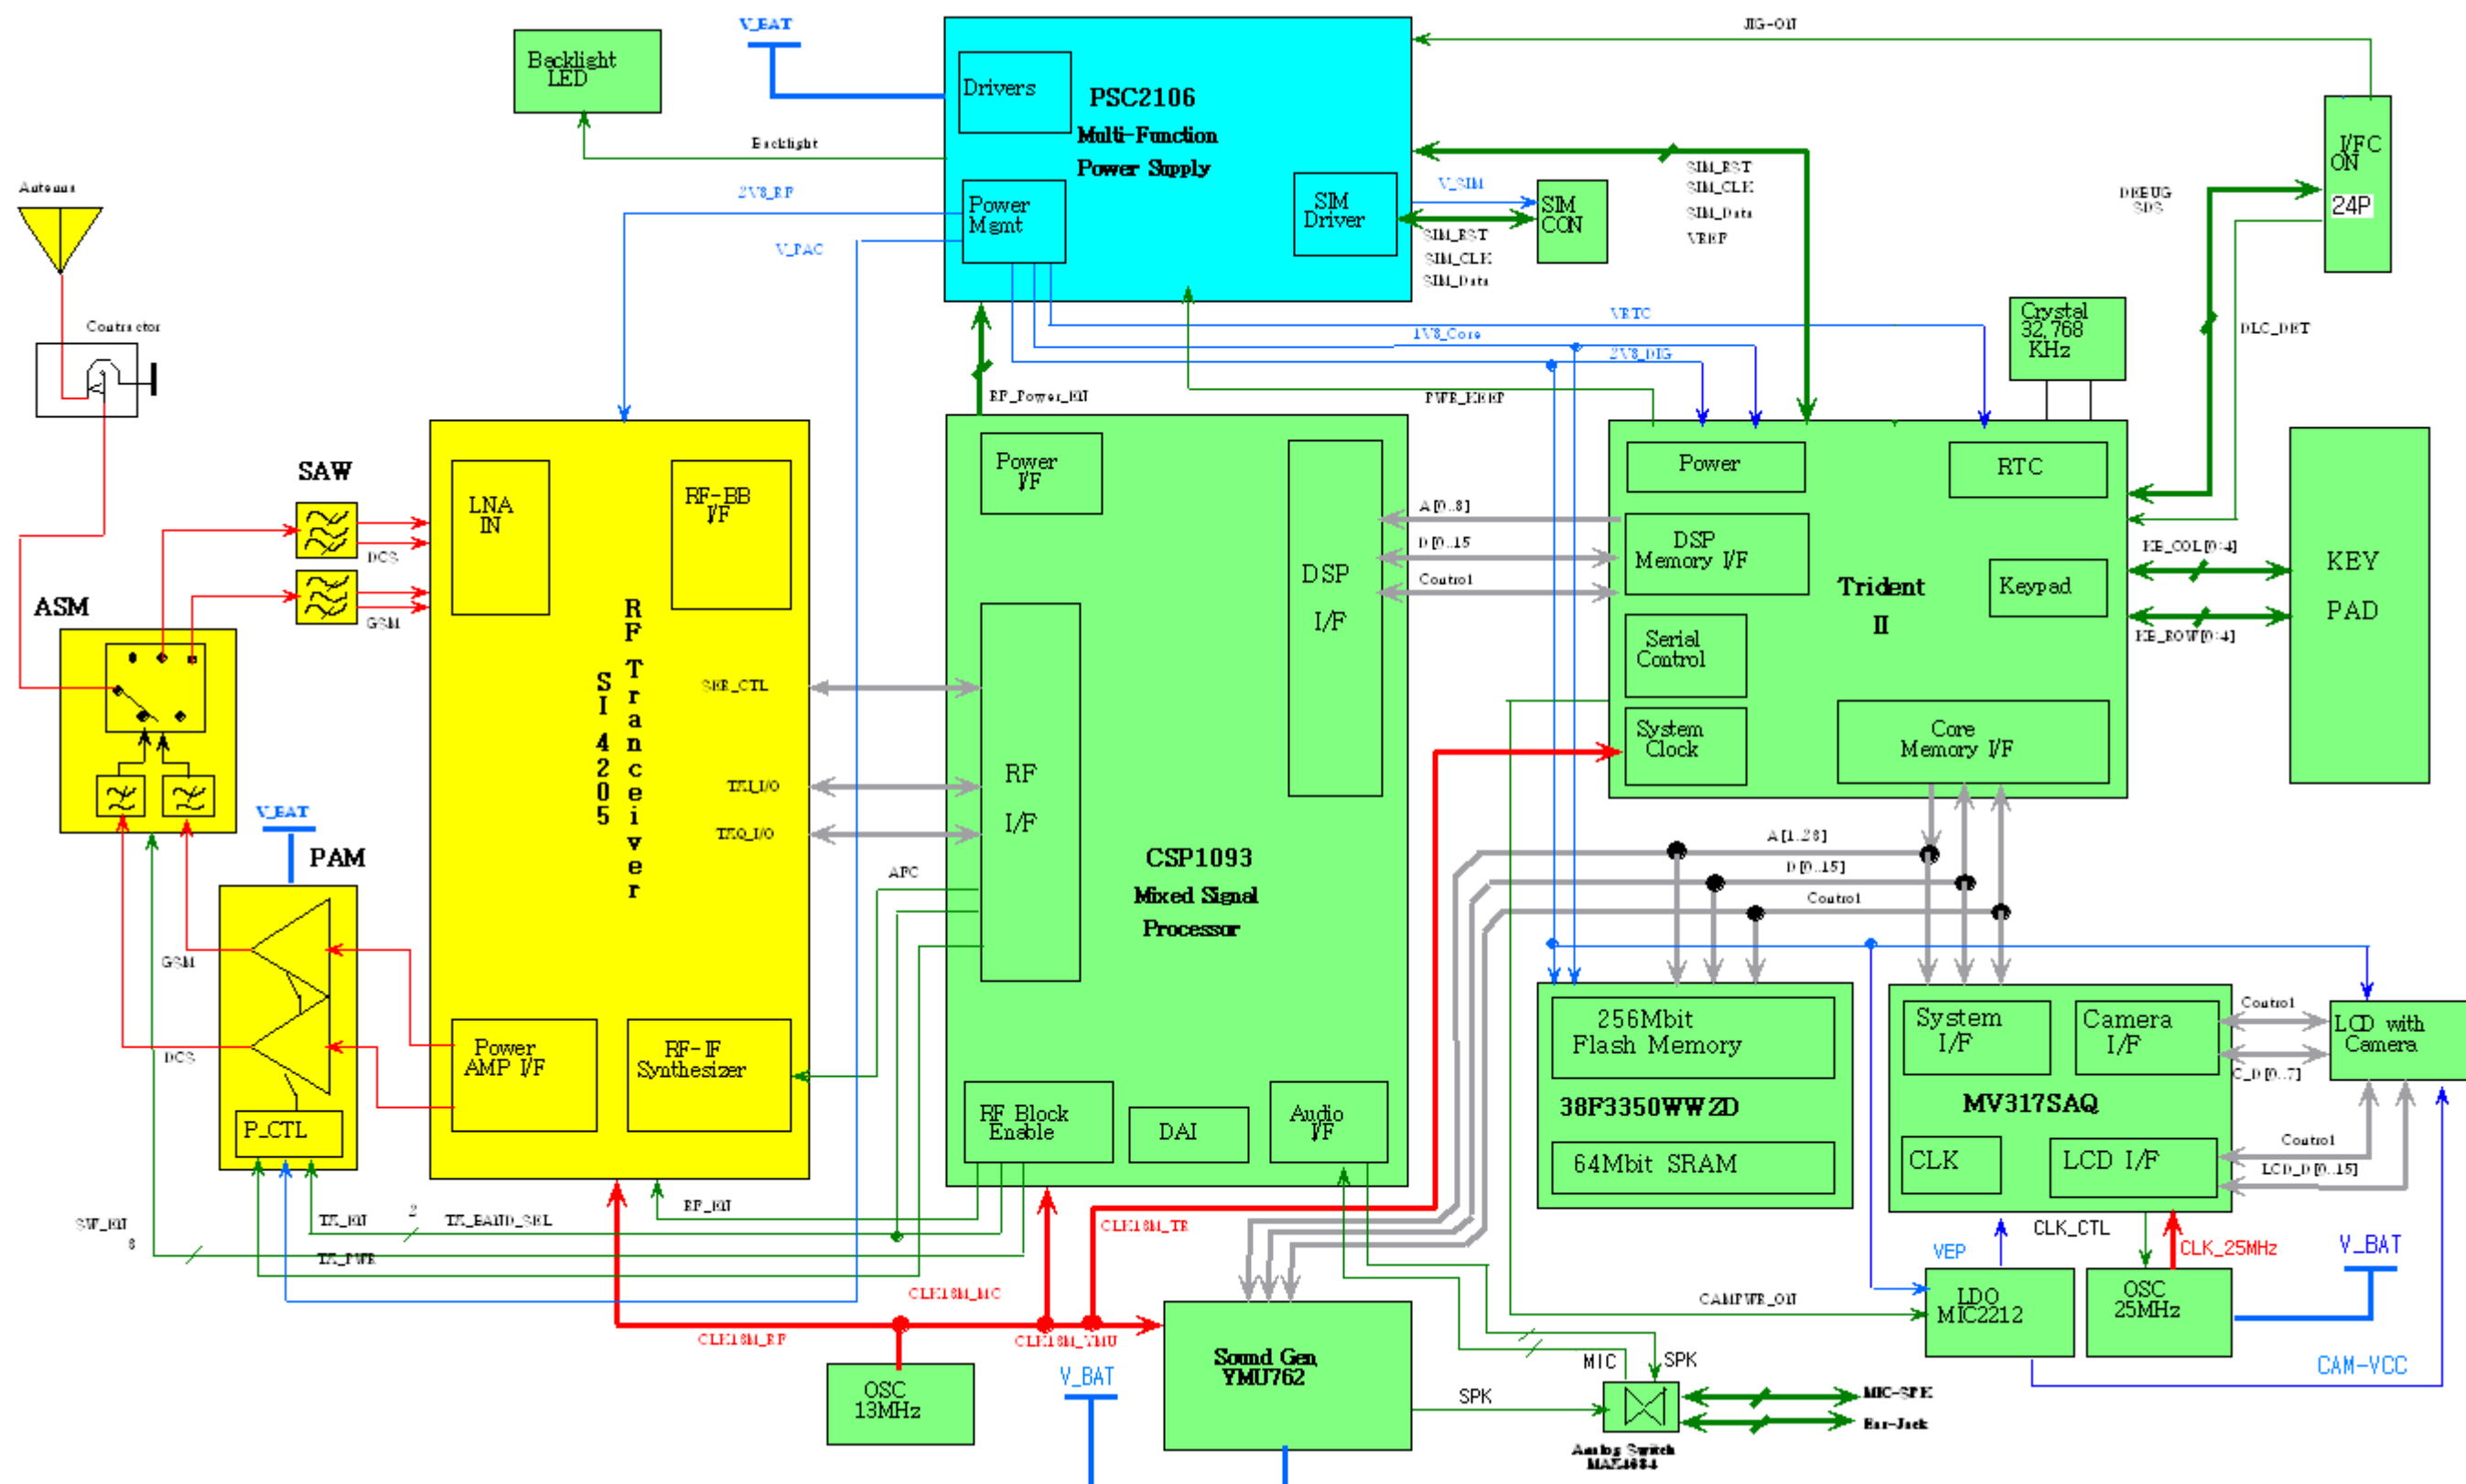 V_BAT
JIG-ON
Backlight
LED
Drivers
PSC2106
Multi-Function
Power Supply
Backlight
I/FC
ON
24P
SIM_RST
SIM_CLK
SIM_Data
VREF
Antenna
2V8_RF
Power
Mgmt
SIM
Driver
V_SIM
SIM
CON
SIM_RST
SIM_CLK
SIM_Data
DEBUG
SDS
V_PAC
Contractor
VRTC
1V8_Core
2V8_DIG
Crystal
32,768
KHz
DLC_DET
RF_Power_EN
PWR_KEEP
SAW
LNA
IN
RF-BB
I/F
Power
I/F
DSP
I/F
Power
RTC
A[0..8]
D[0..15
Control
DSP
Memory I/F
Trident
II
Keypad
KB_COL[0:4]
KB_ROW[0:4]
KEY
PAD
DCS
GSM
ASM
RF Tranceiver
SI 4205
Serial
Control
SER_CTL
System
Clock
Core
Memory I/F
RF
I/F
TXI_I/O
TXQ_I/O
V_BAT
PAM
CSP1093
Mixed Signal
Processor
AFC
A[1..23]
D[0..15]
Control
GSM
DCS
P_CTL
Power
AMP I/F
RF-IF
Synthesizer
RF Block
Enable
DAI
Audio
I/F
256Mbit
Flash Memory
38F3350WWZD
64Mbit SRAM
System
I/F
Camera
I/F
MV317SAQ
CLK
LCD I/F
Control
C_D[0..7]
LCD with
Camera
Control
LCD_D[0..15]
SW_EN
8
TX_EN
2
TX_BAND_SEL
TX_PWR
RF_EN
CLK13M_TR
CLK13M_MC
CLK13M_RF
CLK13M_YMU
CLK_CTL
CLK_25MHz
V_BAT
VEP
CAMPWR_ON
LDO
MIC2212
OSC
25MHz
CAM-VCC
OSC
13MHz
V_BAT
Sound Gen,
YMU762
MIC
SPK
SPK
MIC-SPK
Ear-Jack
Analog Switch
MAX4684